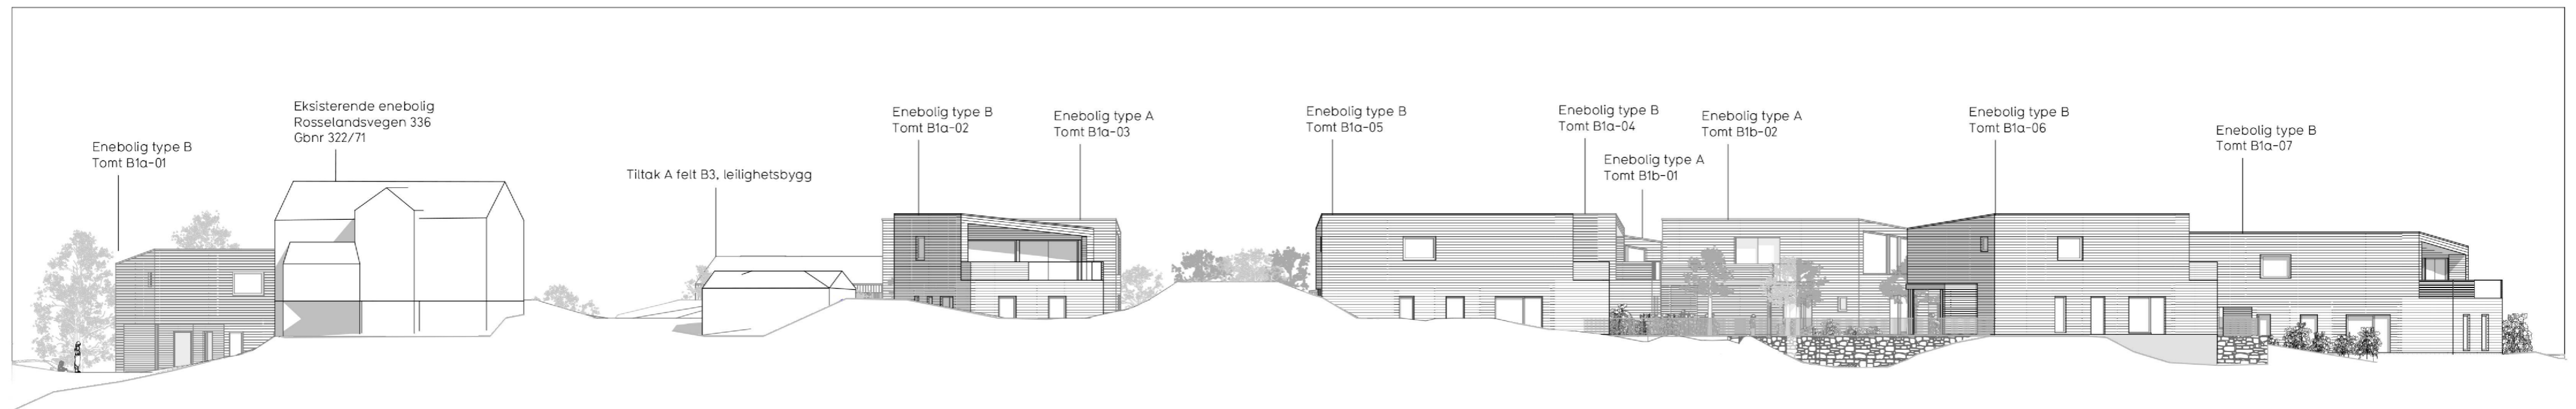 Enebolig type B
Tomt B1a-01
Eksisterende enebolig
Rosselandsvegen 336
Gbnr 322/71
Tiltak A felt B3, leilighetsbygg
Enebolig type B
Tomt B1a-02
Enebolig type A
Tomt B1a-03
Enebolig type B
Tomt B1a-05
Enebolig type B
Tomt B1a-04
Enebolig type A
Tomt B1b-01
Enebolig type A
Tomt B1b-02
Enebolig type B
Tomt B1a-06
Enebolig type B
Tomt B1a-07